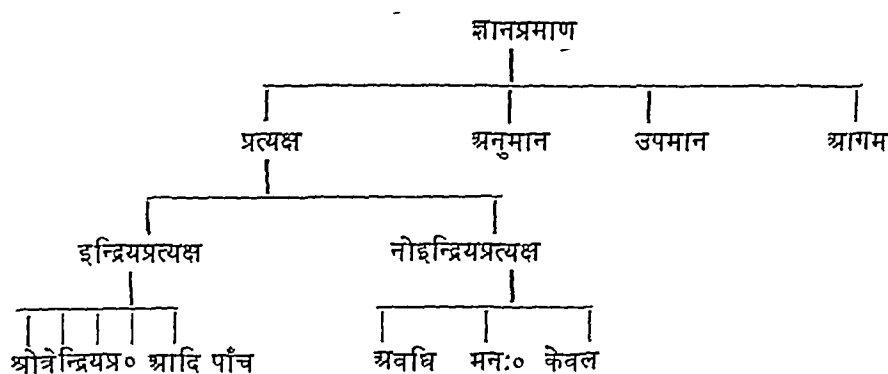 ज्ञानप्रमाण
प्रत्यक्ष अनुमान उपमान आगम
इन्द्रियप्रत्यक्ष नोइन्द्रियप्रत्यक्ष
श्रोत्रेन्द्रियप्र० आदि पाँच अवधि मनः० केवल